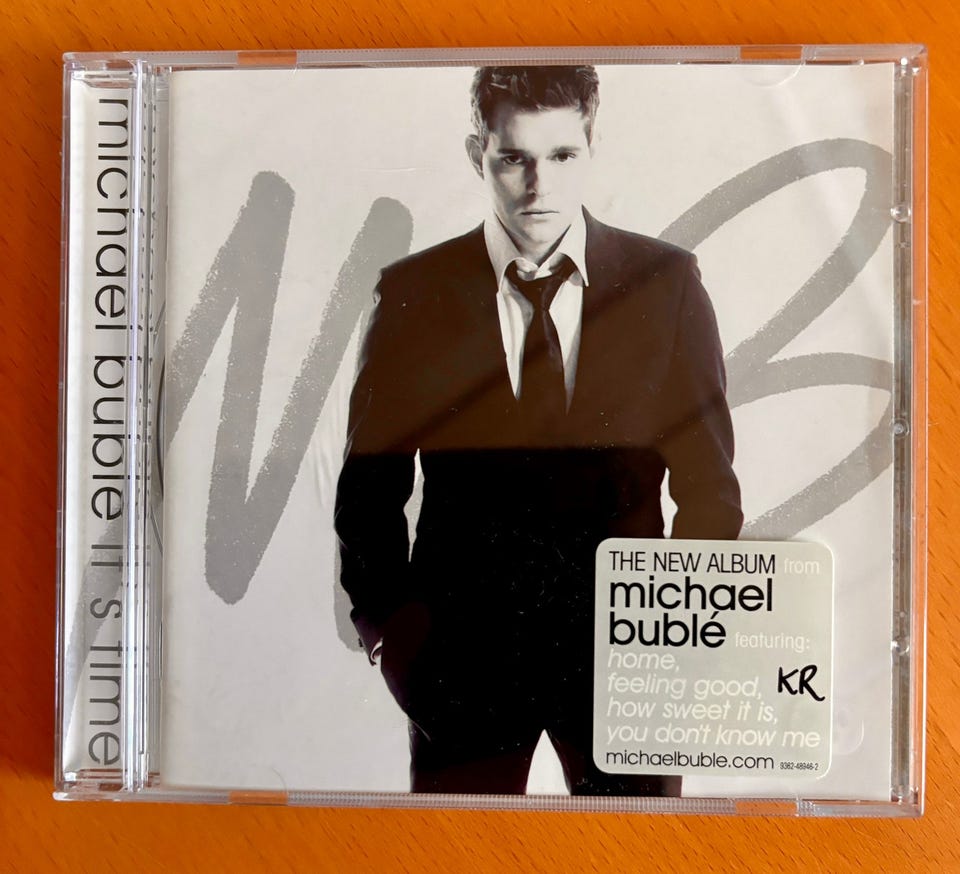 michael bublé it's time
MB
THE NEW ALBUM from
michael
bublé featuring:
home,
feeling good,
how sweet it is,
you don't know me
KR
michaelbuble.com 9362-48946-2